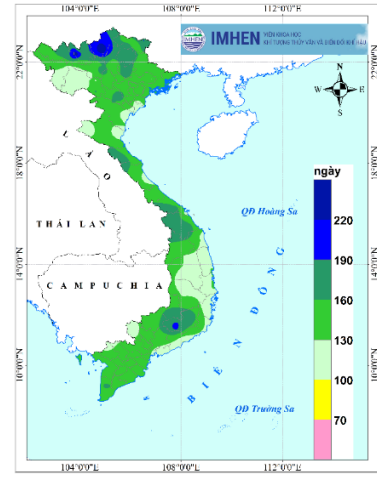 104°0'0"E 108°0'0"E 112°0'0"E
IMHEN VIỆN KHOA HỌC
KHÍ TƯỢNG THỦY VĂN VÀ BIẾN ĐỔI KHÍ HẬU
22°0'0"N
22°0'0"N
N
W E
S
LÀO
18°0'0"N
18°0'0"N
ngày
QĐ Hoàng Sa
THÁI LAN
220
190
14°0'0"N
14°0'0"N
CAMPUCHIA
160
BIỂN ĐÔNG
130
10°0'0"N
10°0'0"N
100
QĐ Trường Sa
70
104°0'0"E 108°0'0"E 112°0'0"E